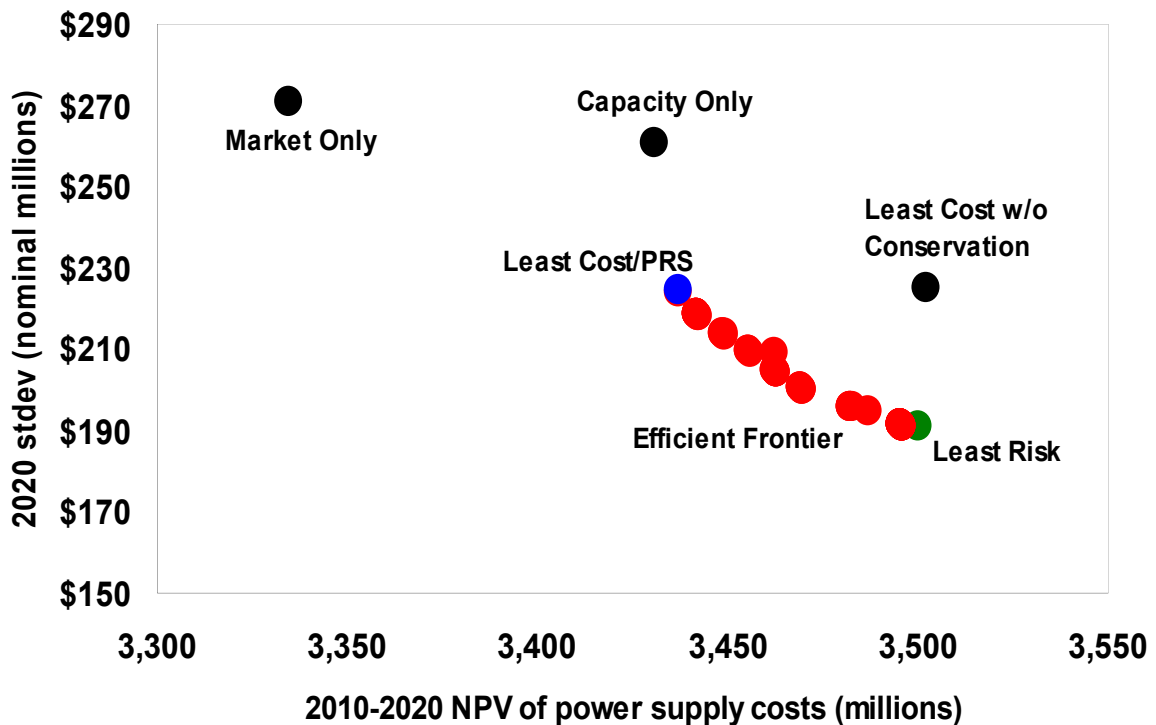 2020 stdev (nominal millions)
$290
$270
$250
$230
$210
$190
$170
$150
Market Only
Capacity Only
Least Cost w/o
Conservation
Least Cost/PRS
Efficient Frontier
Least Risk
3,300
3,350
3,400
3,450
3,500
3,550
2010-2020 NPV of power supply costs (millions)